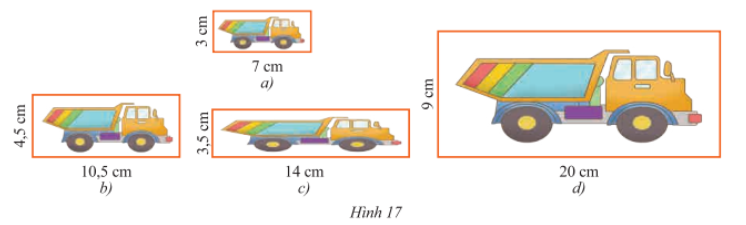 3 cm
7 cm
a)
4,5 cm
10,5 cm
b)
3,5 cm
14 cm
c)
9 cm
20 cm
d)
Hình 17